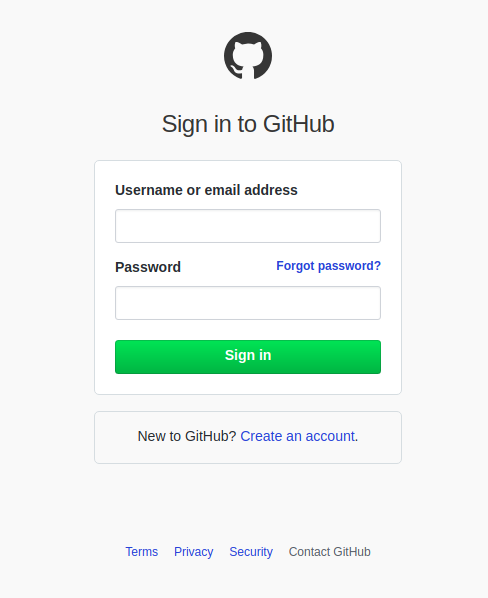 Sign in to GitHub
Username or email address
Password Forgot password?
Sign in
New to GitHub? Create an account.
Terms Privacy Security Contact GitHub